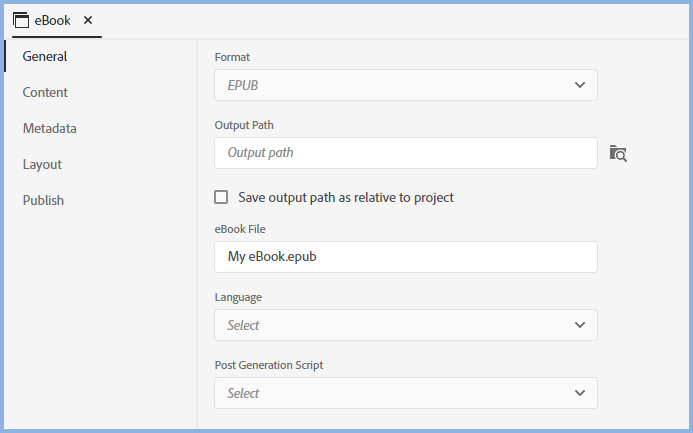 eBook
General
Content
Metadata
Layout
Publish
Format
EPUB
Output Path
Output path
Save output path as relative to project
eBook File
My eBook.epub
Language
Select
Post Generation Script
Select